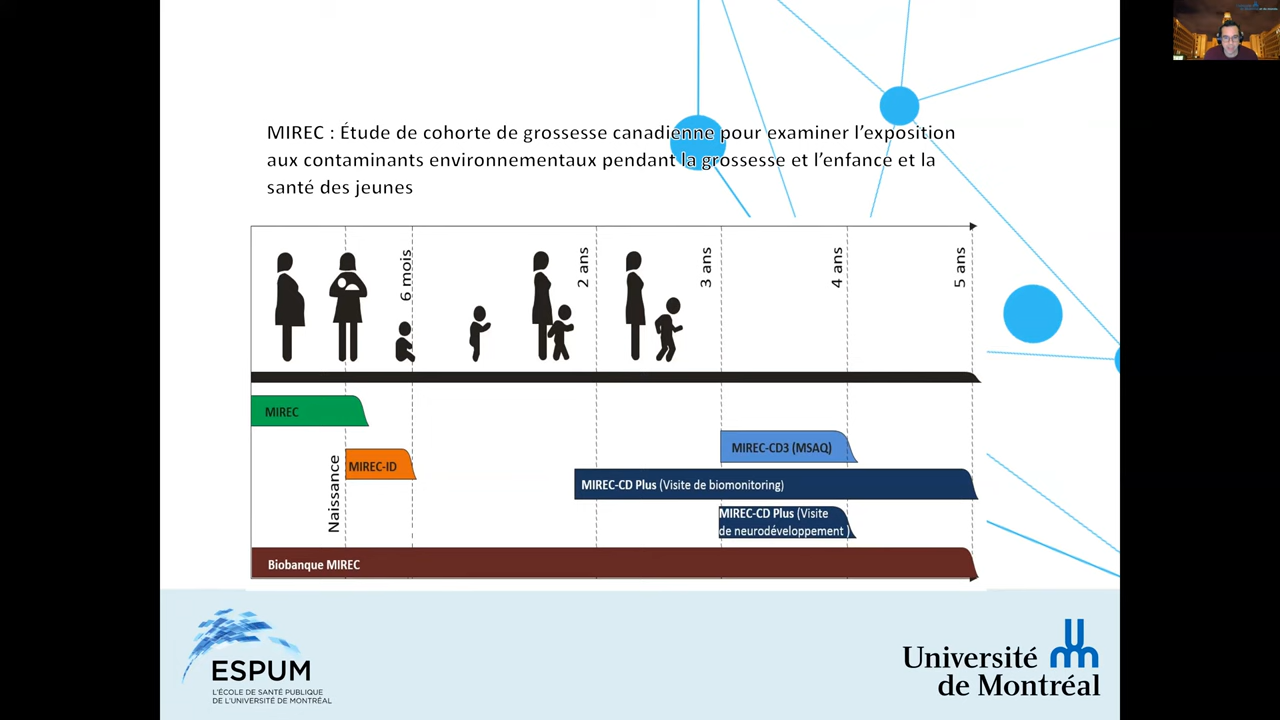 MIREC : Étude de cohorte de grossesse canadienne pour examiner l’exposition
aux contaminants environnementaux pendant la grossesse et l’enfance et la
santé des jeunes
6 mois
2 ans
3 ans
4 ans
5 ans
MIREC
Naissance
MIREC-ID
MIREC-CD3 (MSAQ)
MIREC-CD Plus (Visite de biomonitoring)
MIREC-CD Plus (Visite
de neurodéveloppement )
Biobanque MIREC
ESPUM
L’ÉCOLE DE SANTÉ PUBLIQUE
DE L’UNIVERSITÉ DE MONTRÉAL
Université
de Montréal